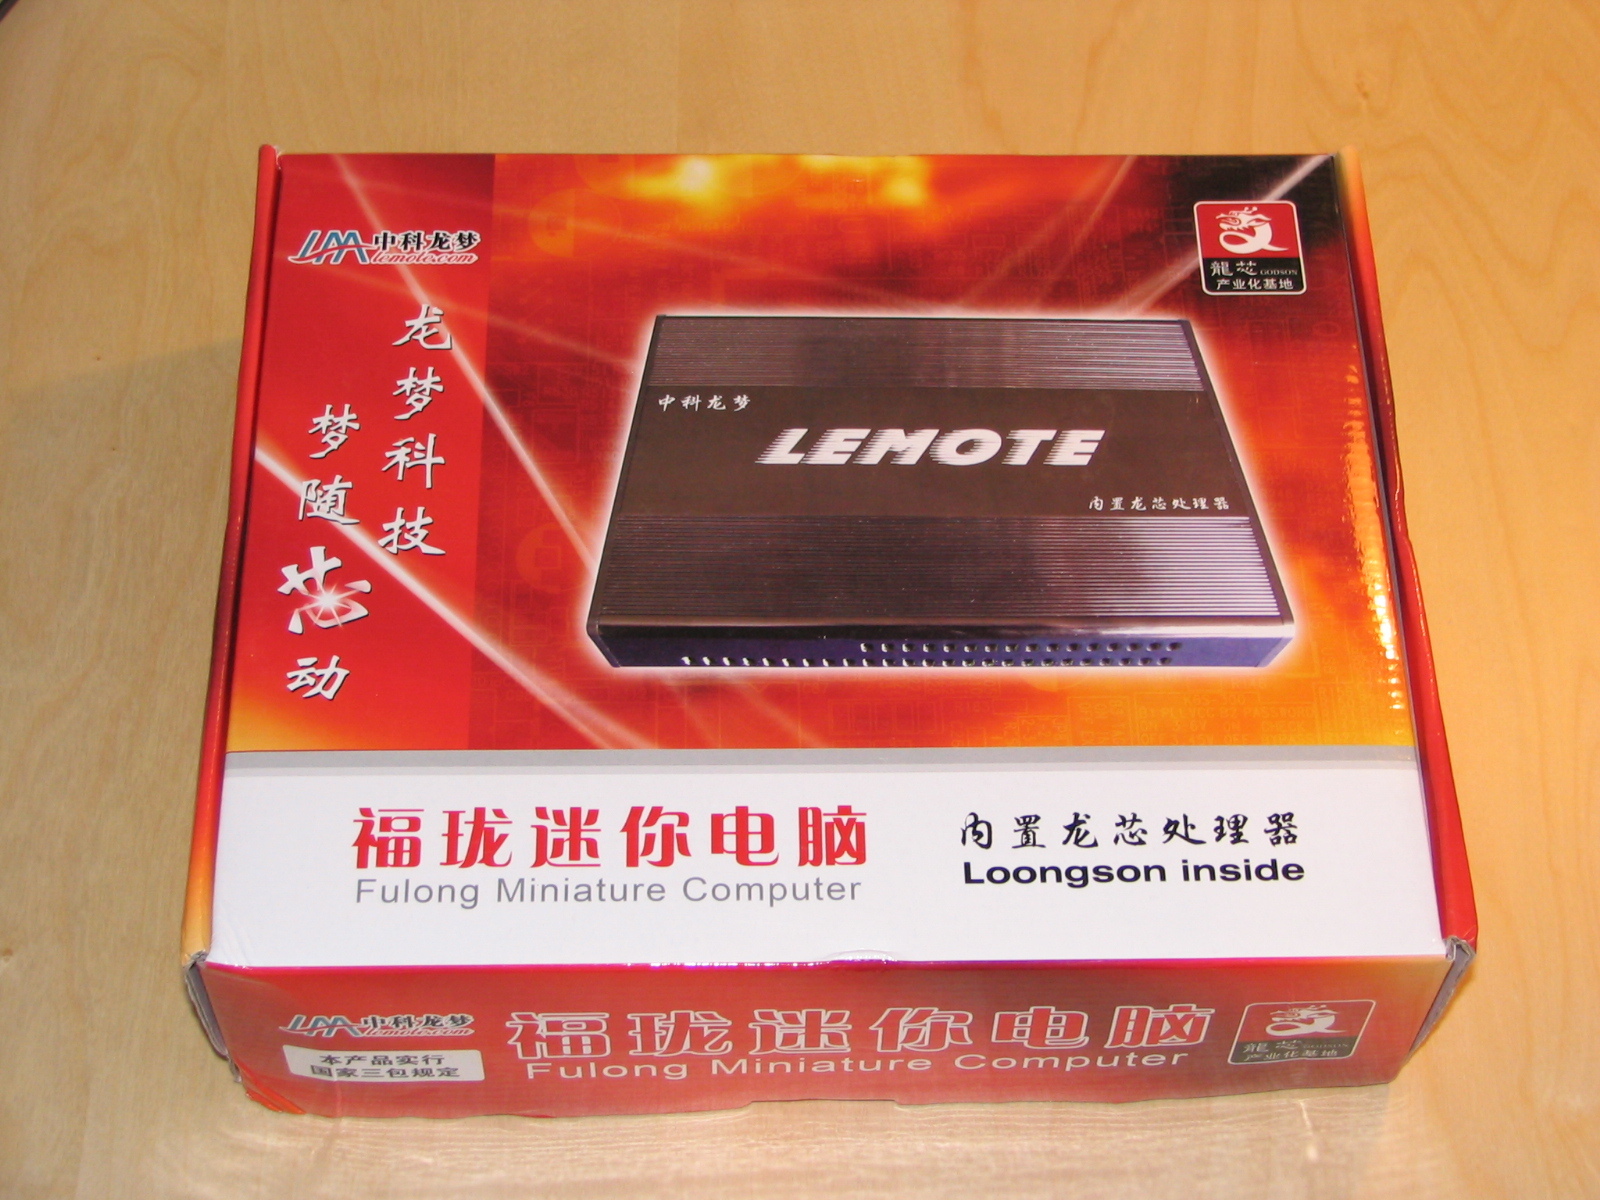 中科龙梦
lemote.com
龙梦科技
梦随芯动
龍芯 GODSON
产业化基地
中科龙梦
LEMOTE
内置龙芯处理器
福珑迷你电脑
Fulong Miniature Computer
内置龙芯处理器
Loongson inside
中科龙梦
lemote.com
本产品实行
国家三包规定
福珑迷你电脑
Fulong Miniature Computer
龍芯 GODSON
产业化基地